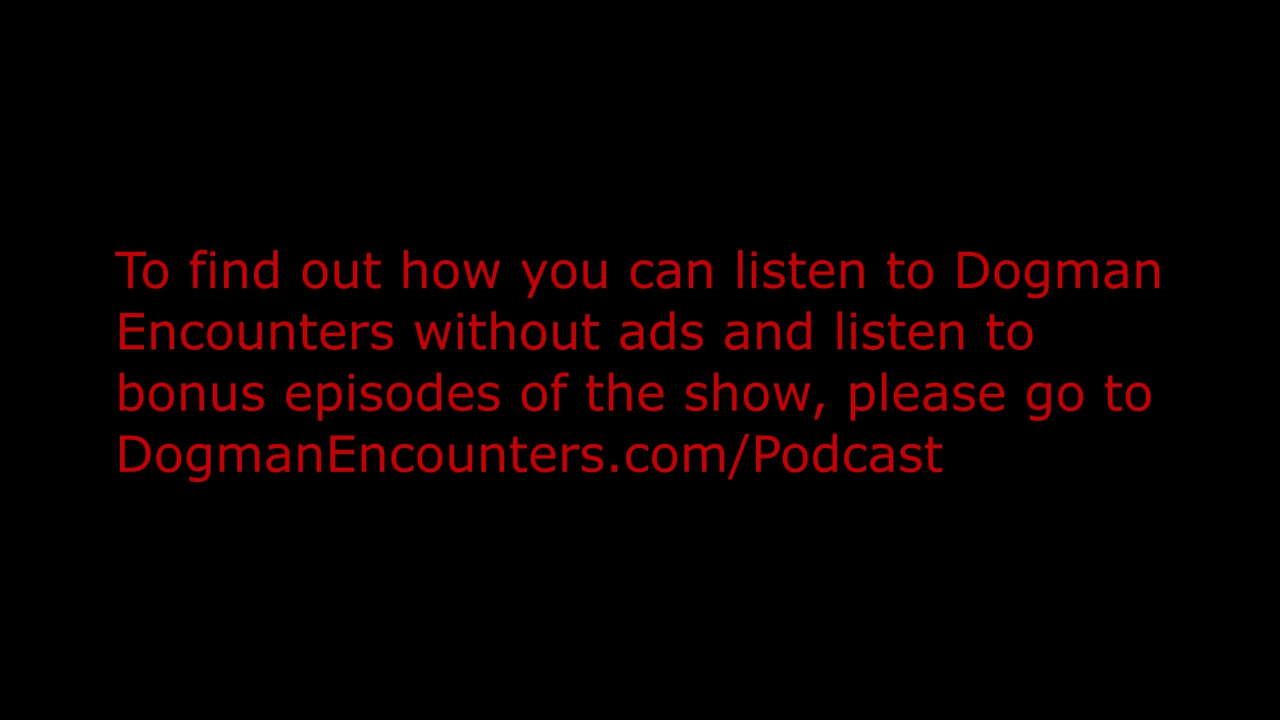 To find out how you can listen to Dogman
Encounters without ads and listen to
bonus episodes of the show, please go to
DogmanEncounters.com/Podcast